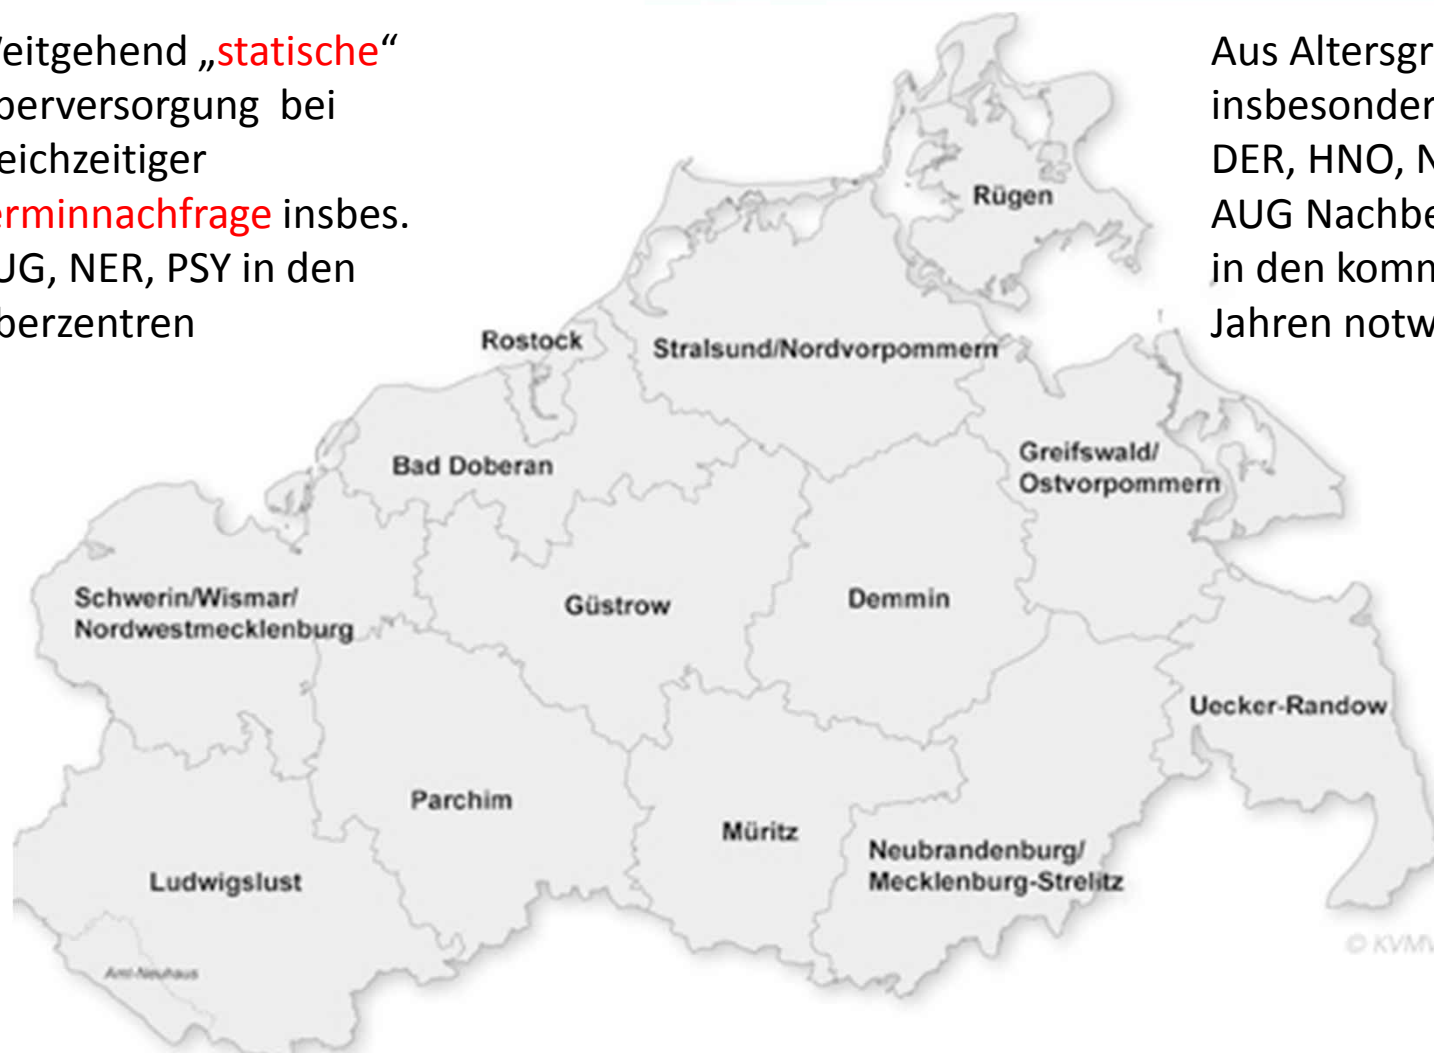 eitgehend „statische“
berversorgung bei
eichzeitiger
erminnachfrage insbes.
UG, NER, PSY in den
berzentren
Aus Altersgr
insbesonder
DER, HNO, N
AUG Nachbe
in den komm
Jahren notw
Rügen
Rostock
Stralsund/Nordvorpommern
Bad Doberan
Greifswald/
Ostvorpommern
Schwerin/Wismar/
Nordwestmecklenburg
Güstrow
Demmin
Uecker-Randow
Parchim
Müritz
Neubrandenburg/
Mecklenburg-Strelitz
Ludwigslust
Amt-Neuhaus
© KVMV